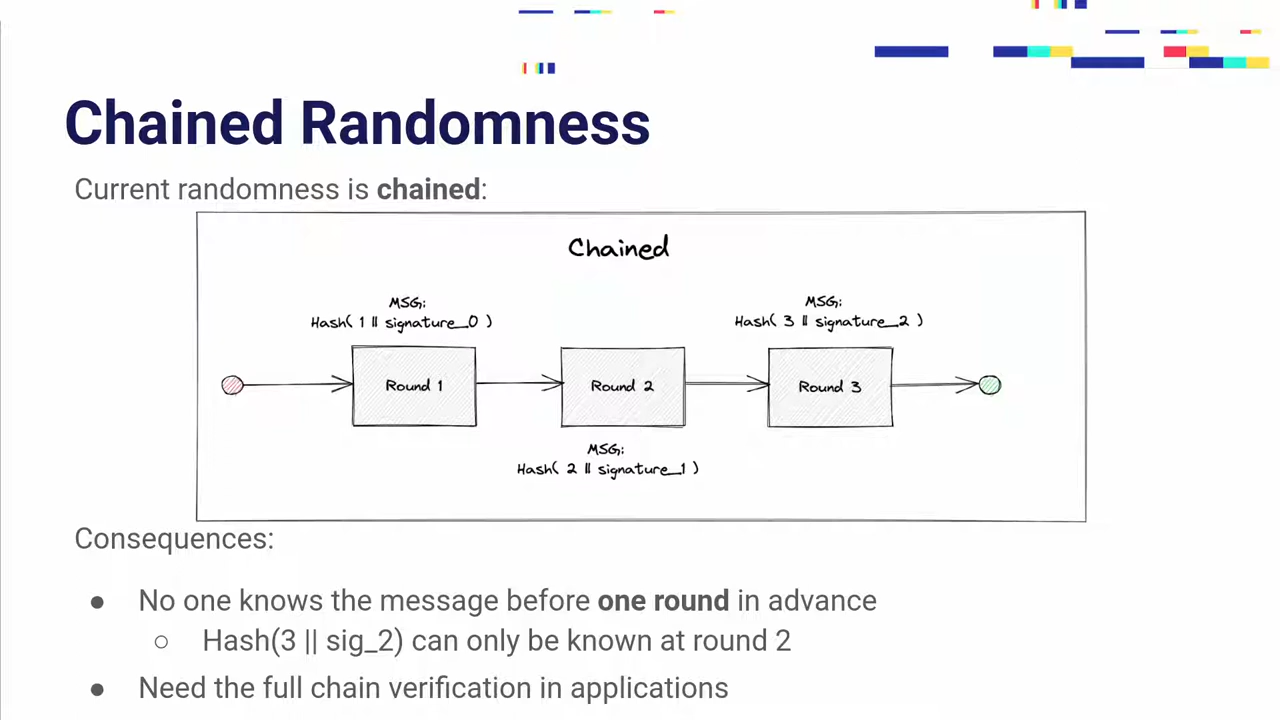 Chained Randomness
Current randomness is chained:
Chained
MSG:
Hash( 1 || signature_0 )
MSG:
Hash( 3 || signature_2 )
Round 1
Round 2
Round 3
MSG:
Hash( 2 || signature_1 )
Consequences:
● No one knows the message before one round in advance
○ Hash(3 || sig_2) can only be known at round 2
● Need the full chain verification in applications